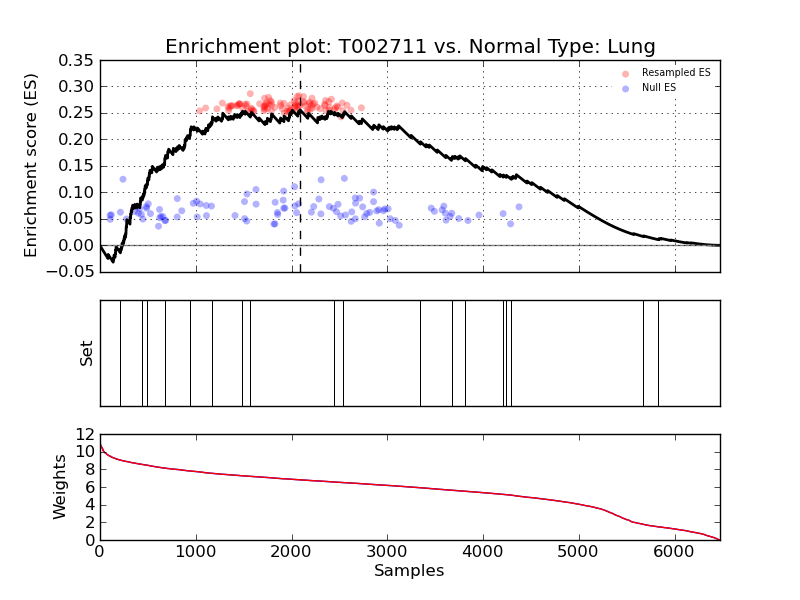 Enrichment plot: T002711 vs. Normal Type: Lung
Enrichment score (ES)
0.35
0.30
0.25
0.20
0.15
0.10
0.05
0.00
−0.05
Resampled ES
Null ES
Set
Weights
12
10
8
6
4
2
0
0 1000 2000 3000 4000 5000 6000
Samples